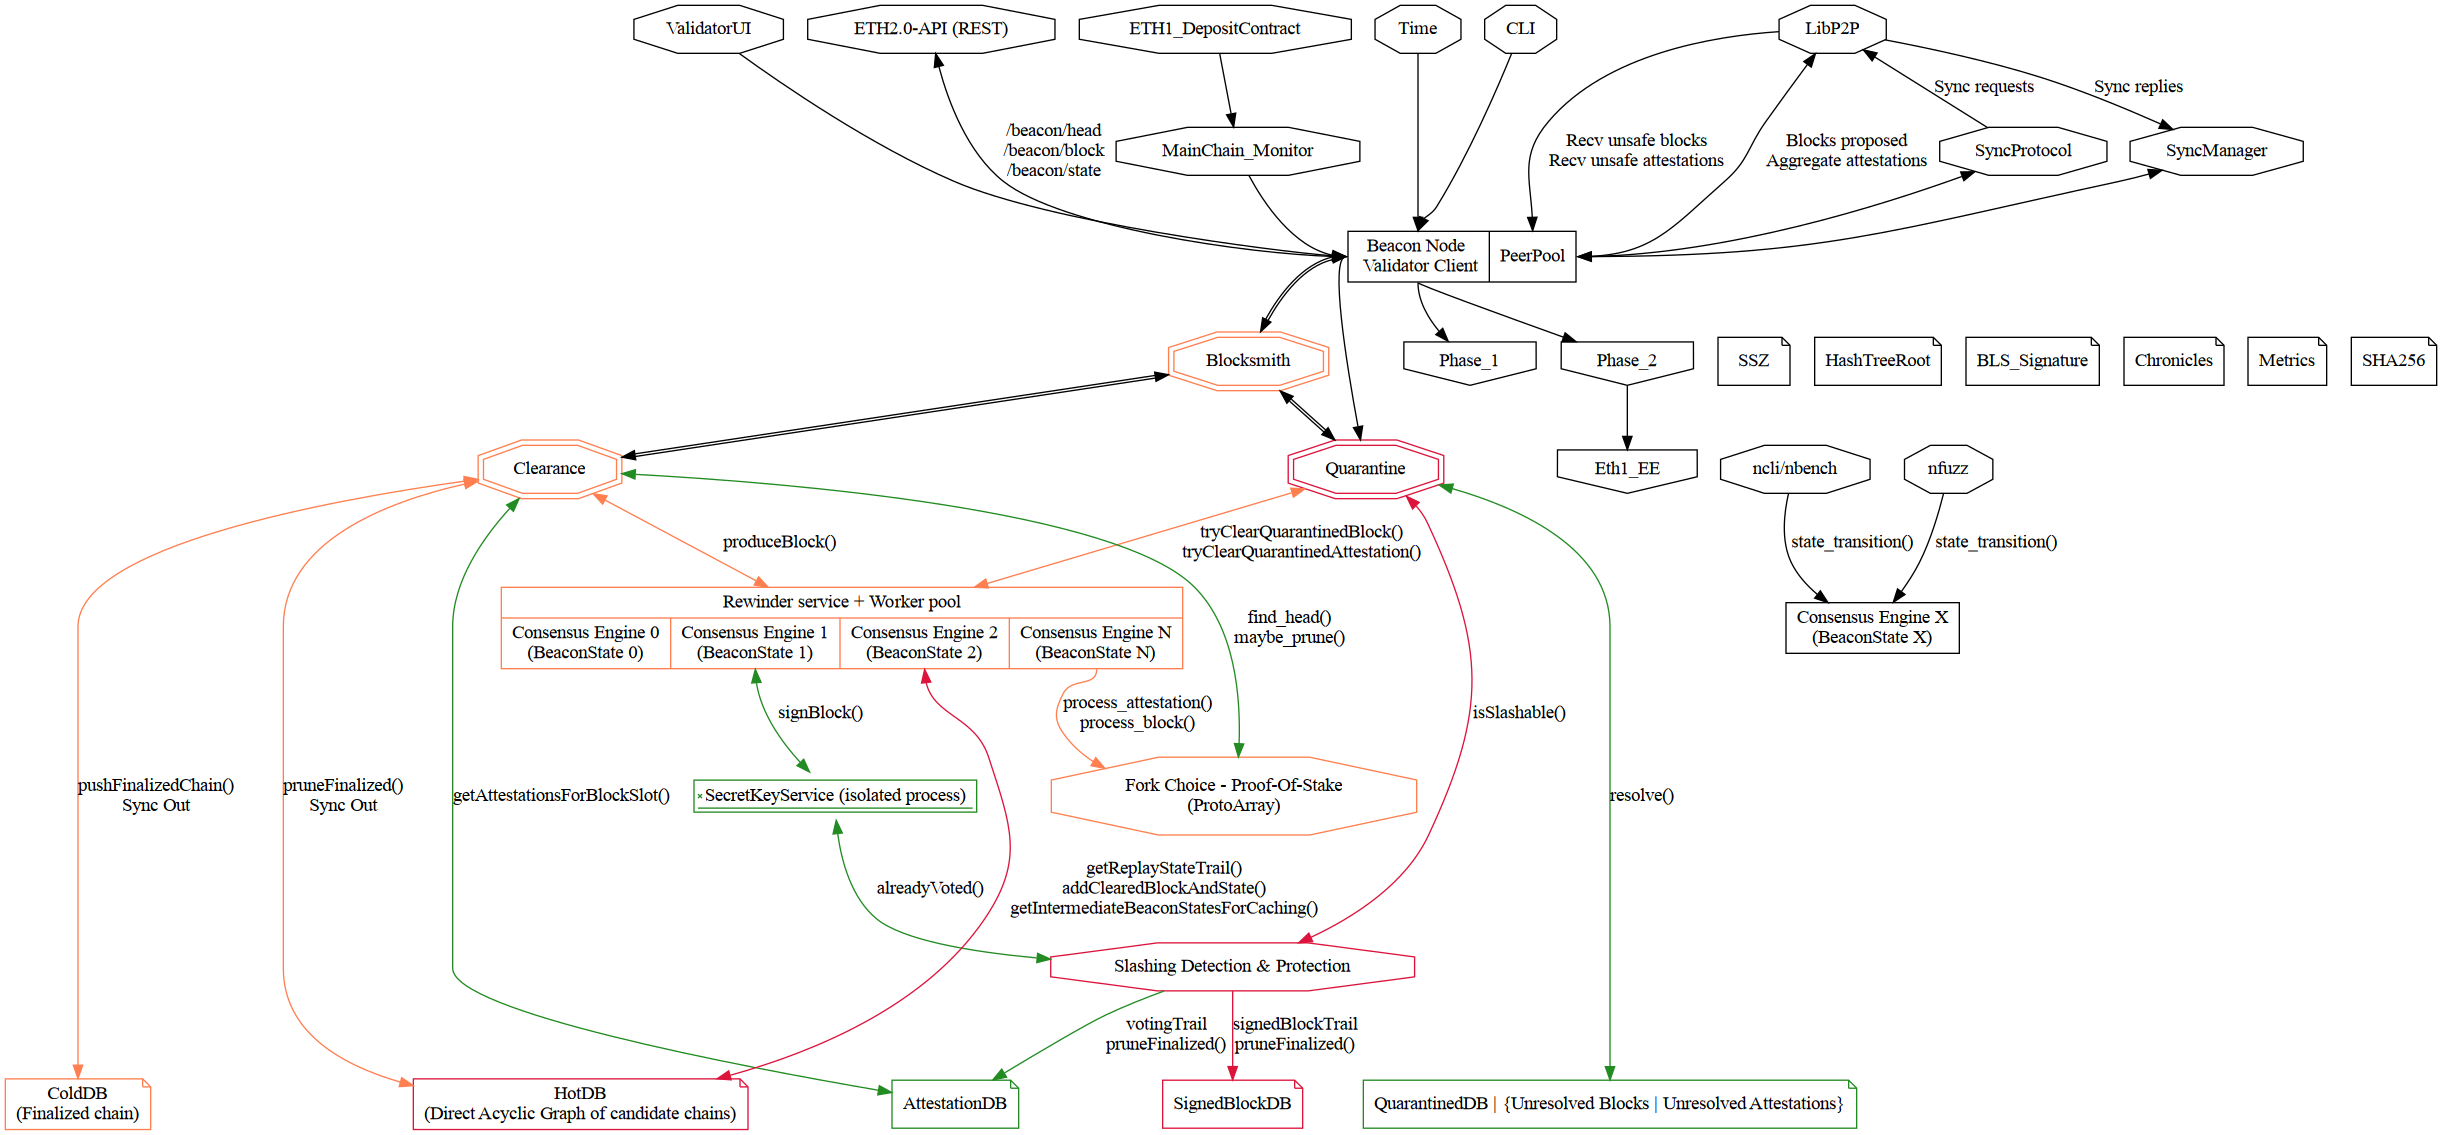 ValidatorUI
ETH2.0-API (REST)
ETH1_DepositContract
Time
CLI
LibP2P
Sync requests
Sync replies
/beacon/head
/beacon/block
/beacon/state
MainChain_Monitor
Recv unsafe blocks
Recv unsafe attestations
Blocks proposed
Aggregate attestations
SyncProtocol
SyncManager
Beacon Node
Validator Client
PeerPool
Blocksmith
Phase_1
Phase_2
SSZ
HashTreeRoot
BLS_Signature
Chronicles
Metrics
SHA256
Clearance
Quarantine
Eth1_EE
ncli/nbench
nfuzz
produceBlock()
tryClearQuarantinedBlock()
tryClearQuarantinedAttestation()
state_transition()
state_transition()
Rewinder service + Worker pool
Consensus Engine 0
(BeaconState 0)
Consensus Engine 1
(BeaconState 1)
Consensus Engine 2
(BeaconState 2)
Consensus Engine N
(BeaconState N)
find_head()
maybe_prune()
Consensus Engine X
(BeaconState X)
signBlock()
process_attestation()
process_block()
isSlashable()
pushFinalizedChain()
Sync Out
pruneFinalized()
Sync Out
getAttestationsForBlockSlot()
SecretKeyService (isolated process)
Fork Choice - Proof-Of-Stake
(ProtoArray)
resolve()
alreadyVoted()
getReplayStateTrail()
addClearedBlockAndState()
getIntermediateBeaconStatesForCaching()
Slashing Detection & Protection
votingTrail
pruneFinalized()
signedBlockTrail
pruneFinalized()
ColdDB
(Finalized chain)
HotDB
(Direct Acyclic Graph of candidate chains)
AttestationDB
SignedBlockDB
QuarantinedDB | {Unresolved Blocks | Unresolved Attestations}